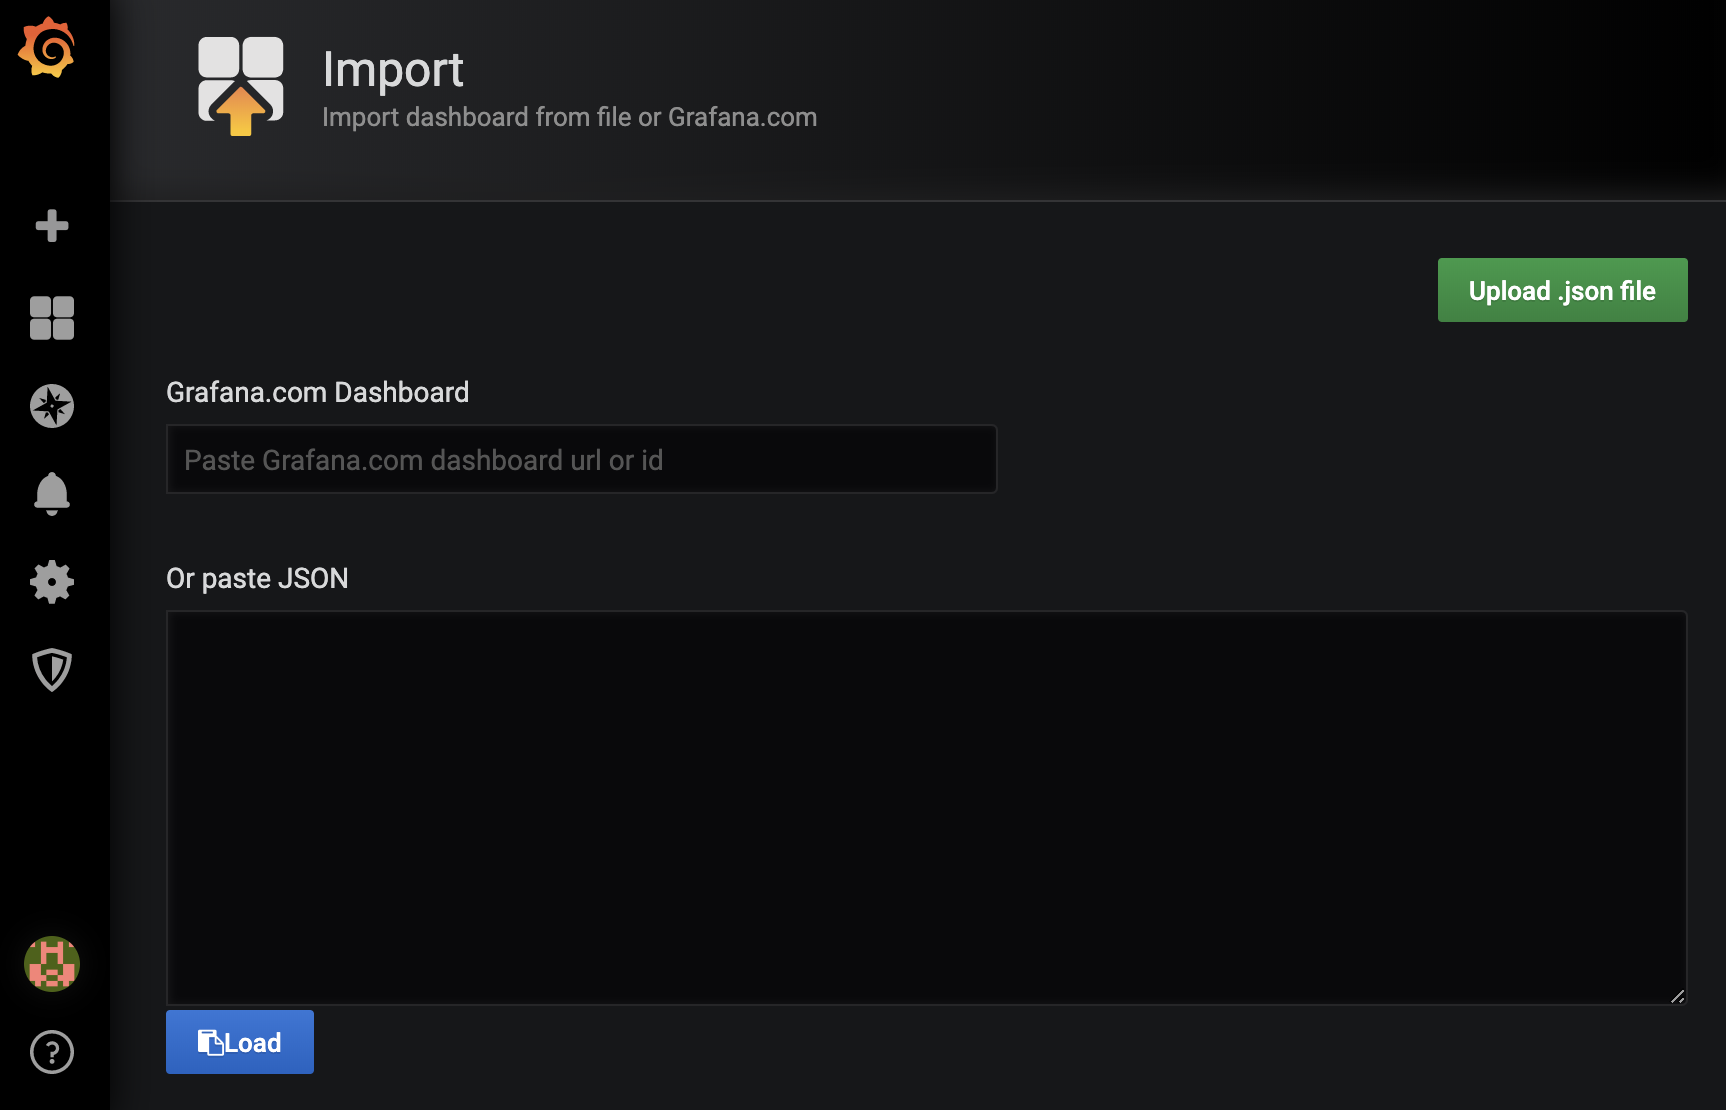 Import
Import dashboard from file or Grafana.com
Upload .json file
Grafana.com Dashboard
Paste Grafana.com dashboard url or id
Or paste JSON
Load
?